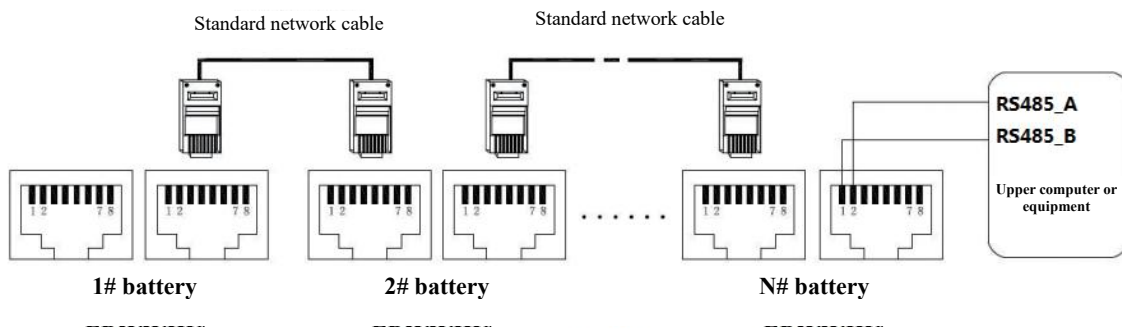 Standard network cable
Standard network cable
RS485_A
RS485_B
Upper computer or
equipment
1 2 7 8
1 2 7 8
1 2 7 8
1 2 7 8
1 2 7 8
1 2 7 8
1# battery
2# battery
N# battery